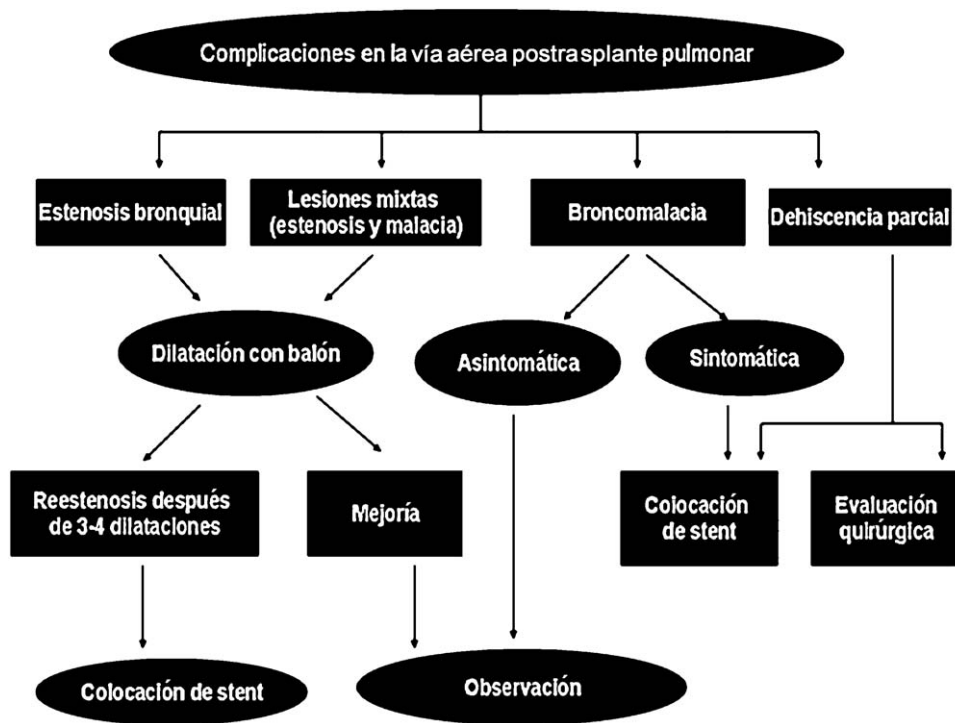 Complicaciones en la vía aérea postrasplante pulmonar
Estenosis bronquial
Lesiones mixtas
(estenosis y malacia)
Broncomalacia
Dehiscencia parcial
Dilatación con balón
Asintomática
Sintomática
Reestenosis después
de 3-4 dilataciones
Mejoría
Colocación
de stent
Evaluación
quirúrgica
Colocación de stent
Observación